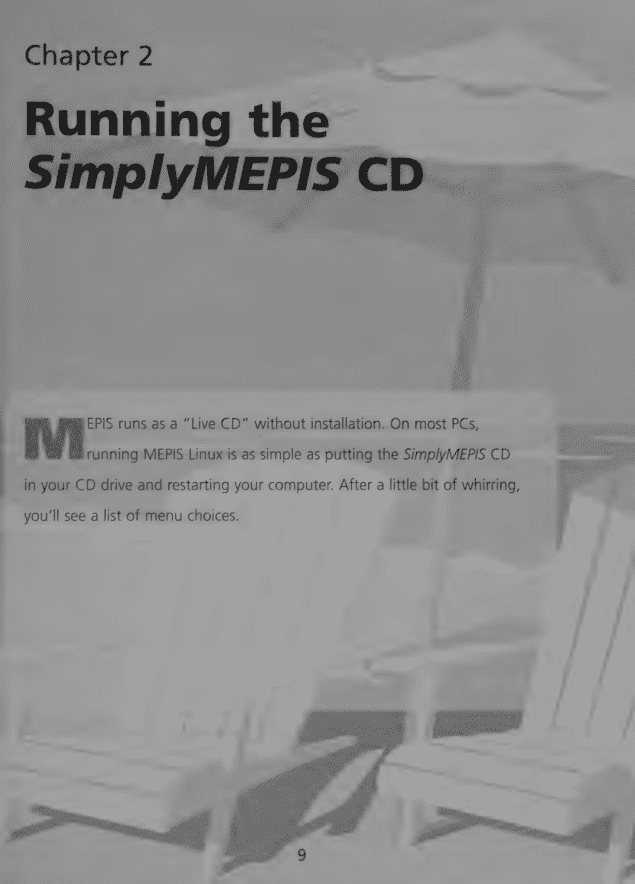 Chapter 2
Running the
SimplyMEPIS CD
MEPIS runs as a "Live CD" without installation. On most PCs,
running MEPIS Linux is as simple as putting the SimplyMEPIS CD
in your CD drive and restarting your computer. After a little bit of whirring,
you'll see a list of menu choices.
9